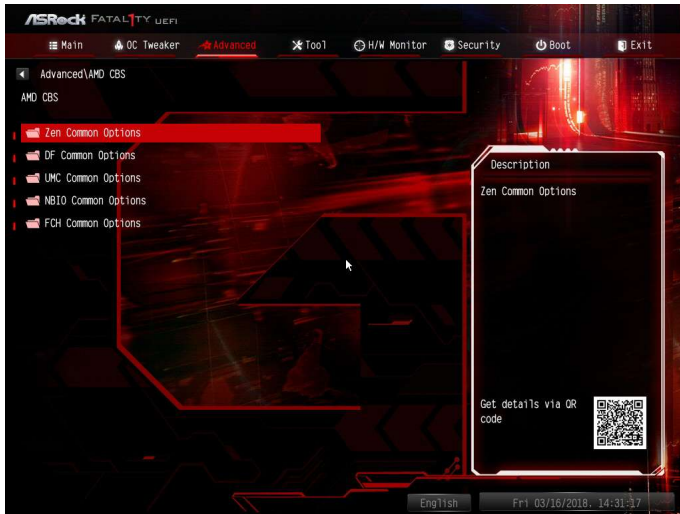 ASRock FATAL1TY UEFI
Main OC Tweaker Advanced Tool H/W Monitor Security Boot Exit
Advanced\AMD CBS
AMD CBS
Zen Common Options
DF Common Options
UMC Common Options
NBIO Common Options
FCH Common Options
Description
Zen Common Options
Get details via QR
code
English Fri 03/16/2018. 14:31:17